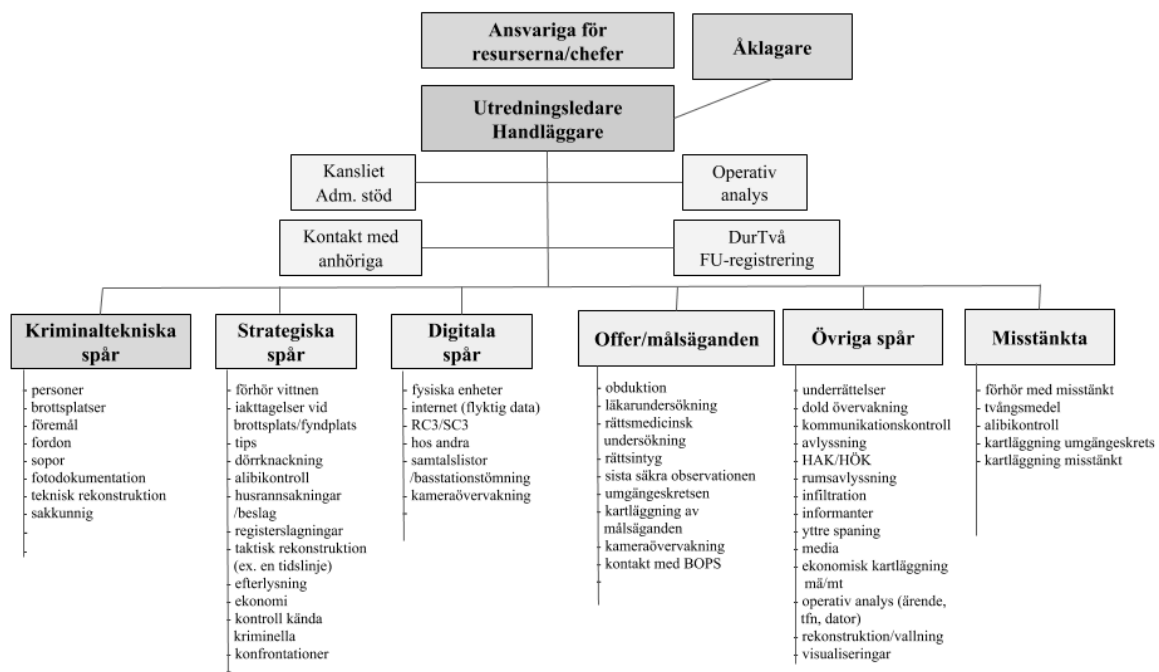 Ansvariga för
resurserna/chefer
Åklagare
Utredningsledare
Handläggare
Kansliet
Adm. stöd
Operativ
analys
Kontakt med
anhöriga
DurTvå
FU-registrering
Kriminaltekniska
spår
- personer
- brottsplatser
- föremål
- fordon
- sopor
- fotodokumentation
- teknisk rekonstruktion
- sakkunnig
-
-
Strategiska
spår
- förhör vittnen
- iakttagelser vid
brottsplats/fyndplats
- tips
- dörrknackning
- alibikontroll
- husrannsakningar
/beslag
- registerslagningar
- taktisk rekonstruktion
(ex. en tidslinje)
- efterlysning
- ekonomi
- kontroll kända
kriminella
- konfrontationer
-
Digitala
spår
- fysiska enheter
- internet (flyktig data)
- RC3/SC3
- hos andra
- samtalslistor
/basstationstömning
- kameraövervakning
Offer/målsäganden
- obduktion
- läkarundersökning
- rättsmedicinsk
undersökning
- rättsintyg
- sista säkra observationen
- umgängeskretsen
- kartläggning av
målsäganden
- kameraövervakning
- kontakt med BOPS
-
Övriga spår
- underrättelser
- dold övervakning
- kommunikationskontroll
- avlyssning
- HAK/HÖK
- rumsavlyssning
- infiltration
- informanter
- yttre spaning
- media
- ekonomisk kartläggning
mä/mt
- operativ analys (ärende,
tfn, dator)
- rekonstruktion/vallning
- visualiseringar
Misstänkta
- förhör med misstänkt
- tvångsmedel
- alibikontroll
- kartläggning umgängeskrets
- kartläggning misstänkt